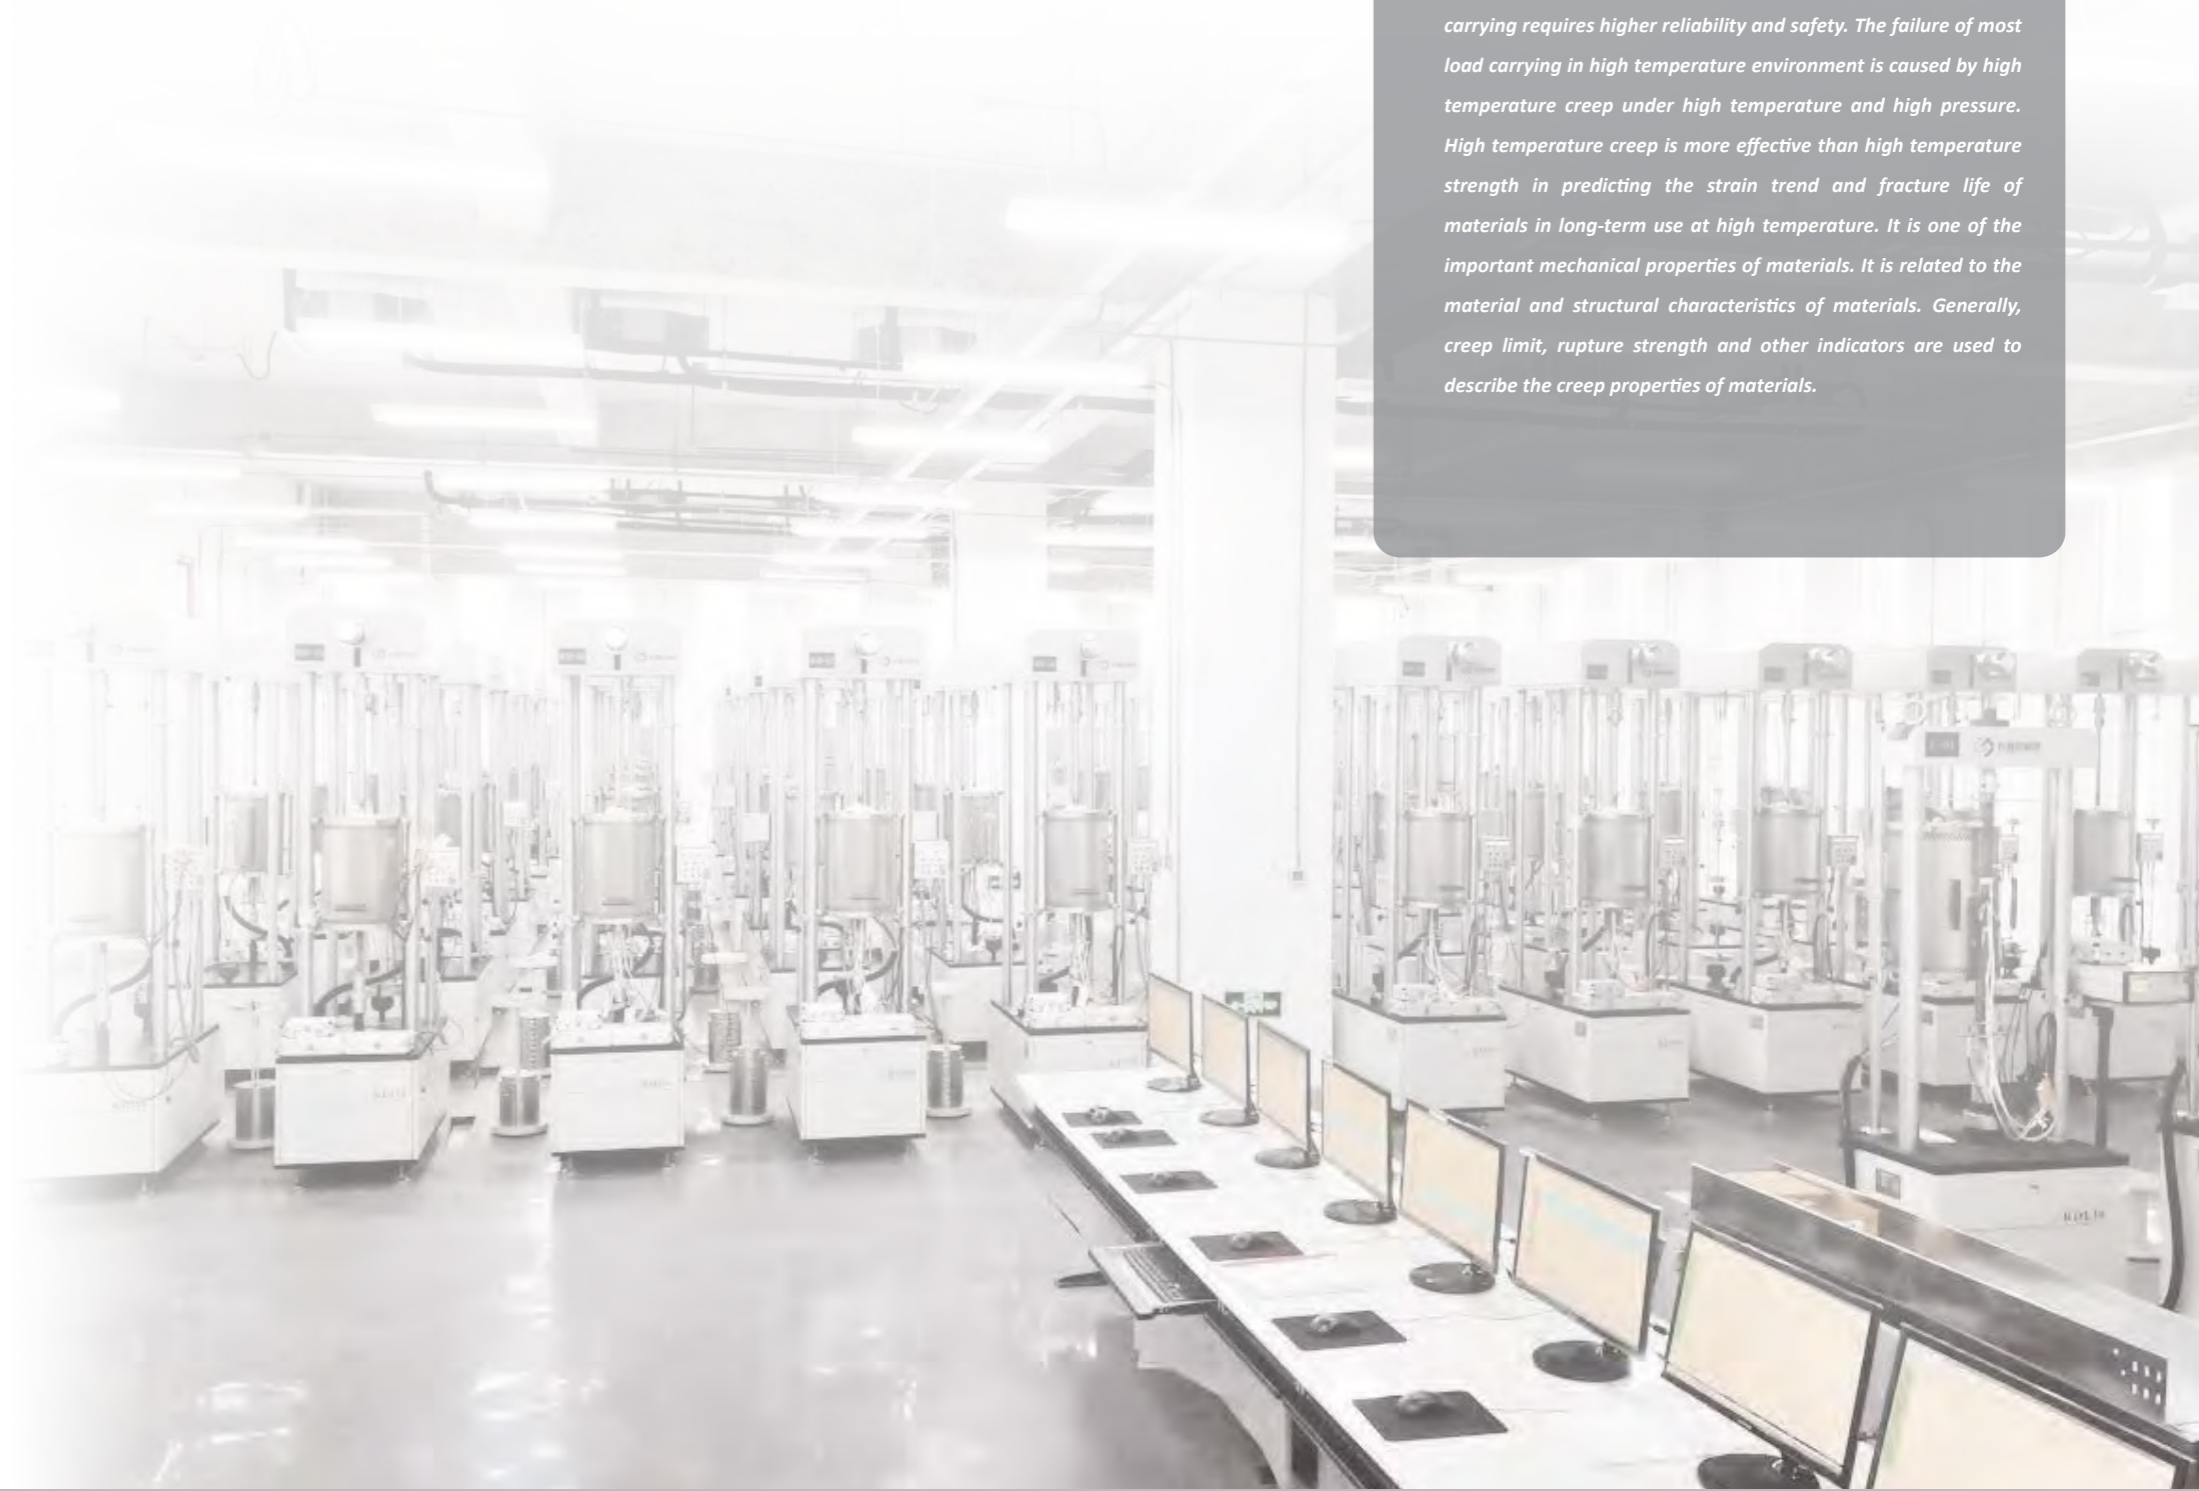 carrying requires higher reliability and safety. The failure of most
load carrying in high temperature environment is caused by high
temperature creep under high temperature and high pressure.
High temperature creep is more effective than high temperature
strength in predicting the strain trend and fracture life of
materials in long-term use at high temperature. It is one of the
important mechanical properties of materials. It is related to the
material and structural characteristics of materials. Generally,
creep limit, rupture strength and other indicators are used to
describe the creep properties of materials.